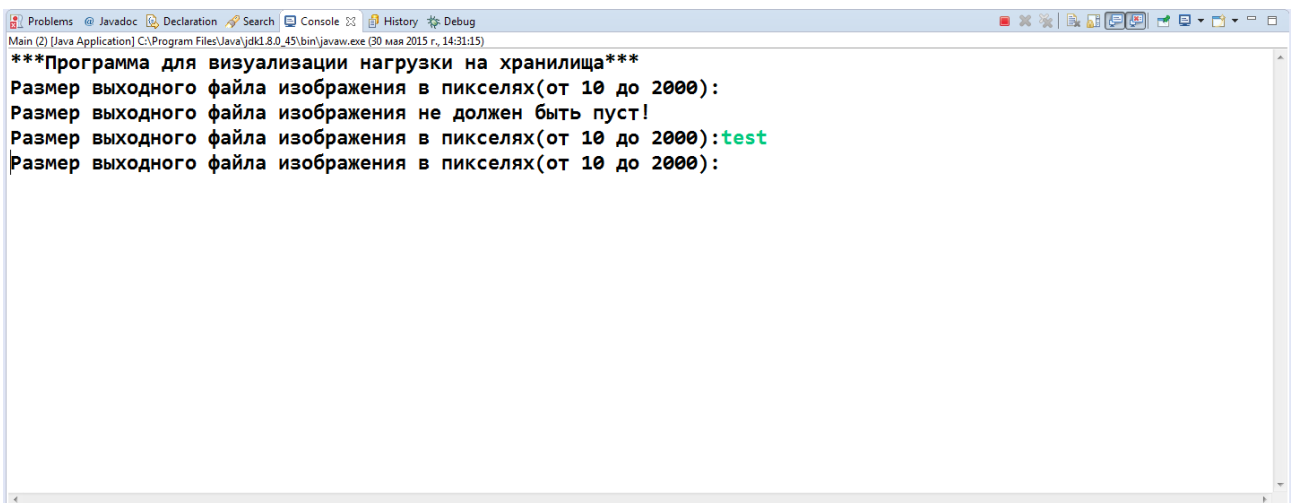 Problems @ Javadoc Declaration Search Console History Debug
Main (2) [Java Application] C:\Program Files\Java\jdk1.8.0_45\bin\javaw.exe (30 мая 2015 г., 14:31:15)
***Программа для визуализации нагрузки на хранилища***
Размер выходного файла изображения в пикселях(от 10 до 2000):
Размер выходного файла изображения не должен быть пуст!
Размер выходного файла изображения в пикселях(от 10 до 2000):test
Размер выходного файла изображения в пикселях(от 10 до 2000):